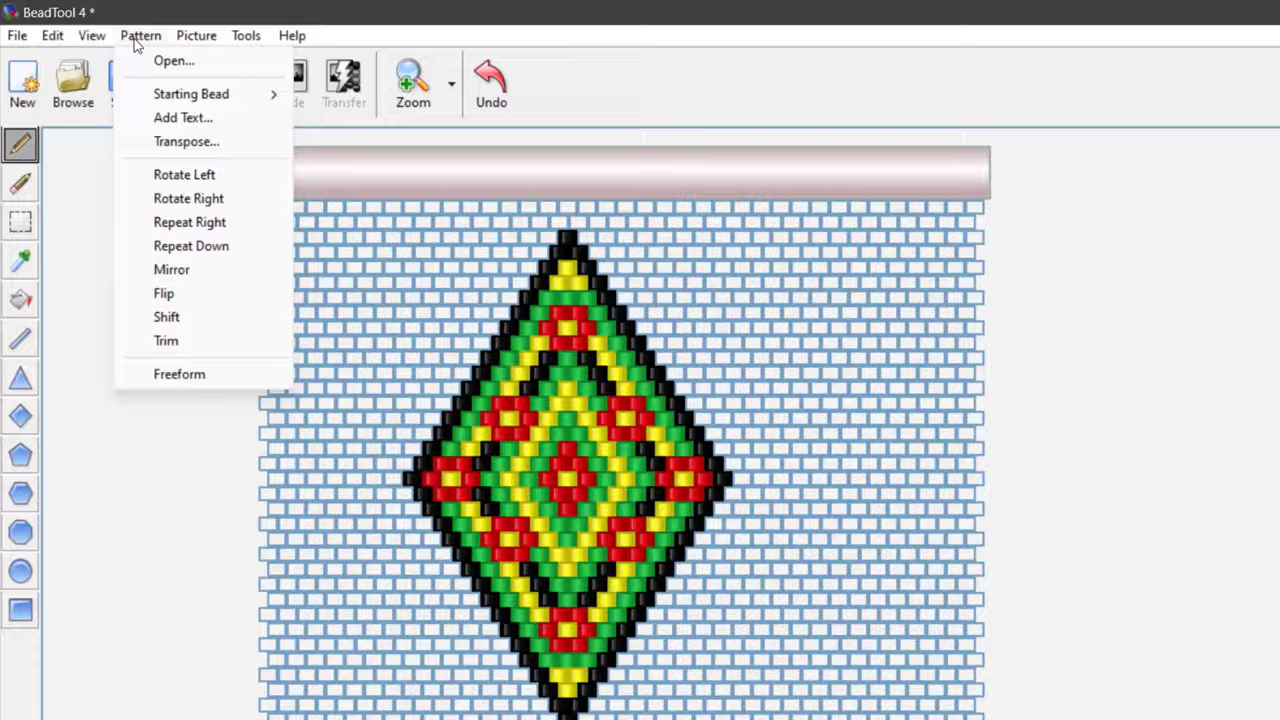 BeadTool 4 *
File Edit View Pattern Picture Tools Help
New Browse Transfer Zoom Undo
Open...
Starting Bead
Add Text...
Transpose...
Rotate Left
Rotate Right
Repeat Right
Repeat Down
Mirror
Flip
Shift
Trim
Freeform